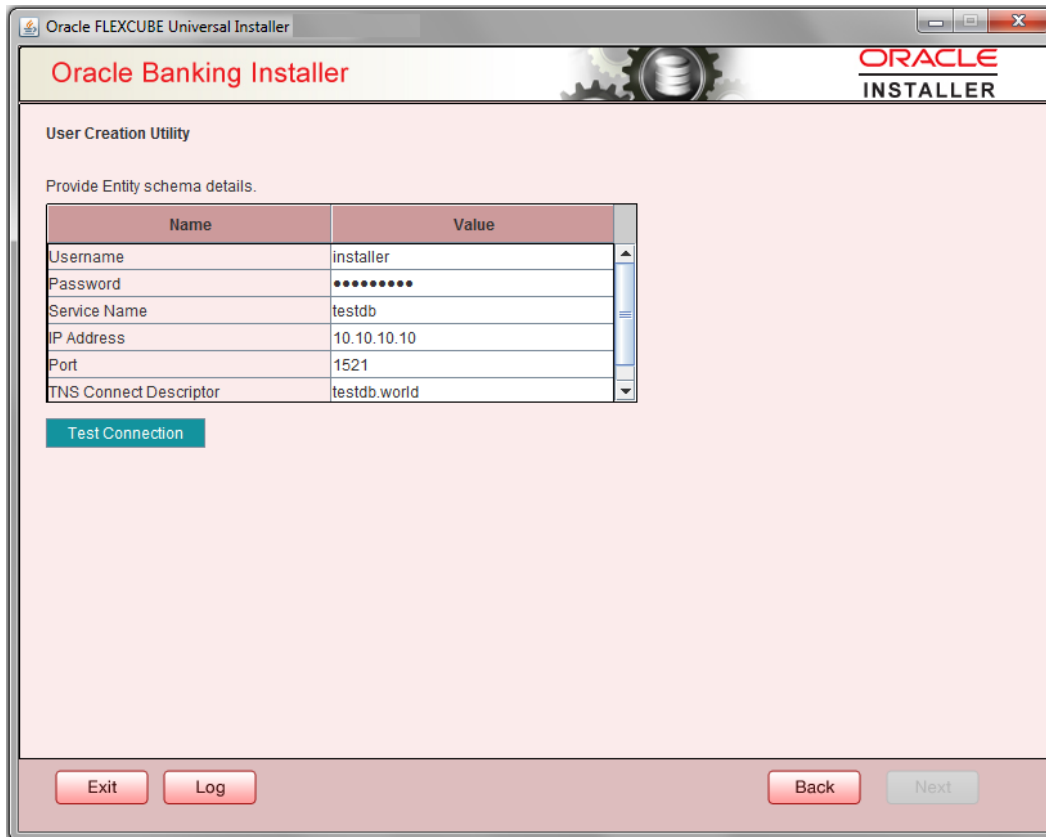 Oracle FLEXCUBE Universal Installer
Oracle Banking Installer
ORACLE
INSTALLER
User Creation Utility
Provide Entity schema details.
Name Value
Username installer
Password •••••••••
Service Name testdb
IP Address 10.10.10.10
Port 1521
TNS Connect Descriptor testdb.world
Test Connection
Exit Log Back Next